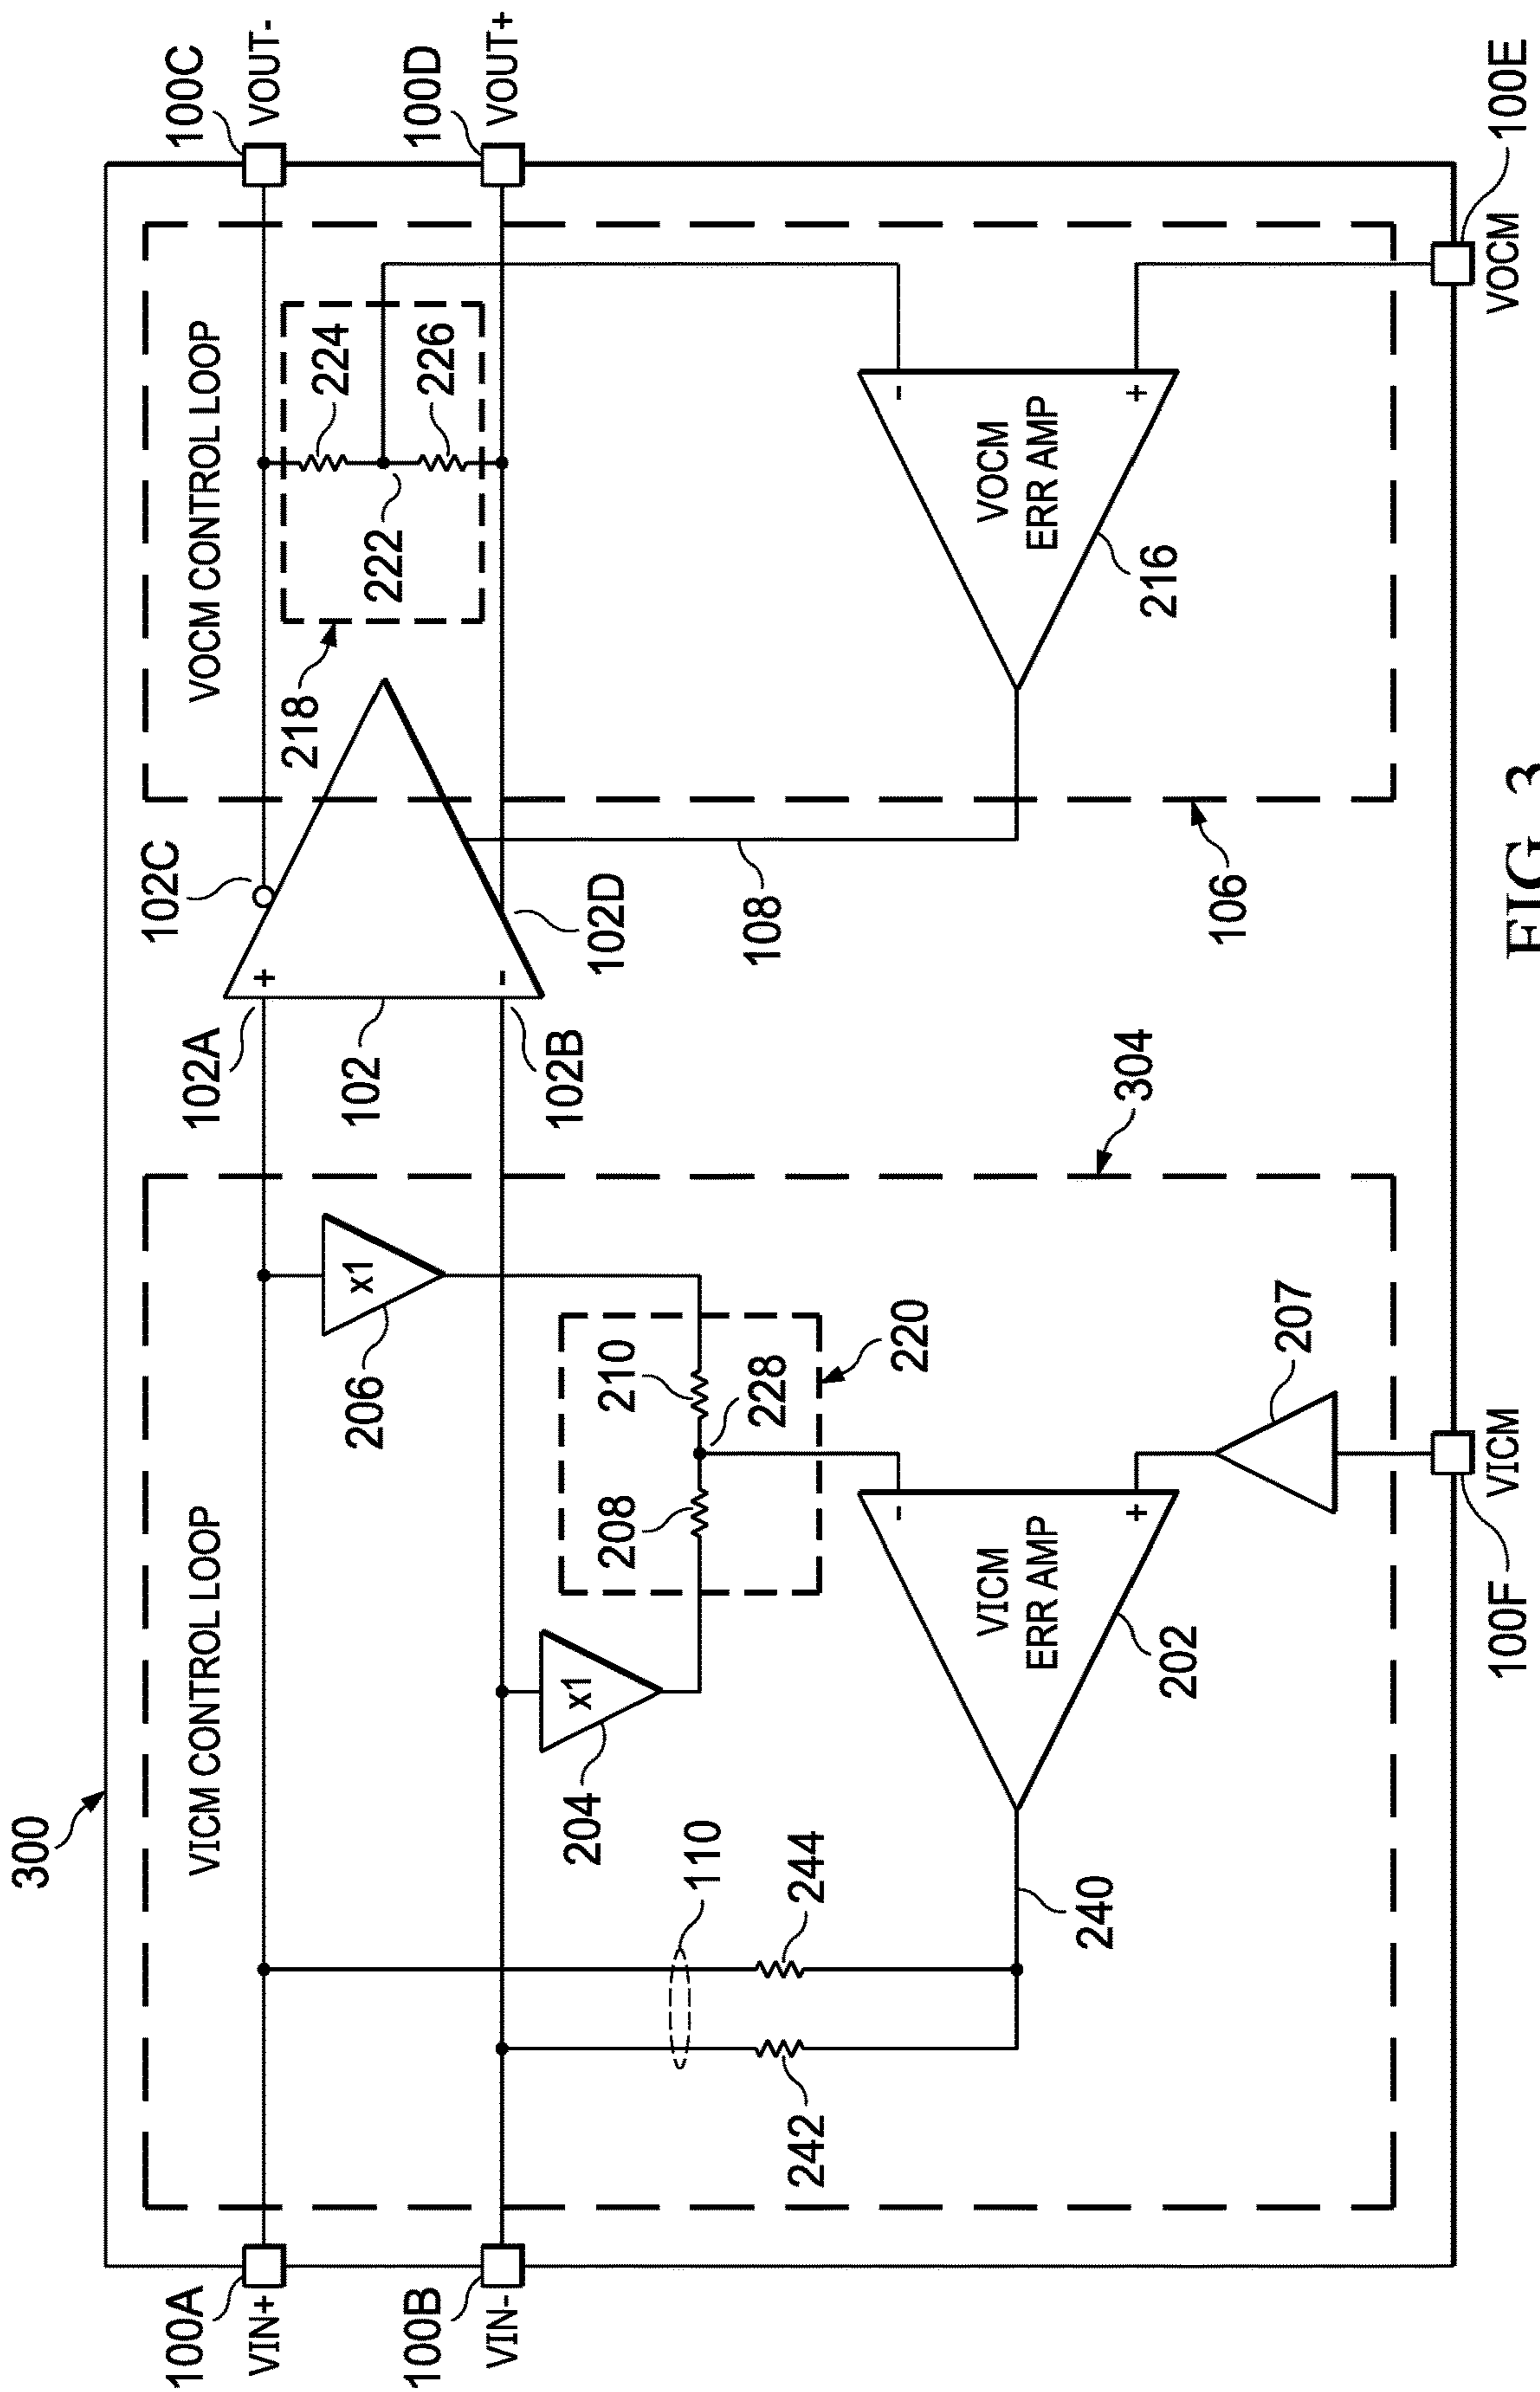 300
VICM CONTROL LOOP
VOCM CONTROL LOOP
100A
VIN+
102A
+
102C
100C
VOUT-
206
x1
102
218
224
222
226
100B
VIN-
102B
-
102D
100D
VOUT+
204
x1
208
210
228
220
110
242
244
108
240
VICM
ERR AMP
-
+
202
207
304
VOCM
ERR AMP
-
+
216
106
100F
VICM
100E
VOCM
FIG. 3